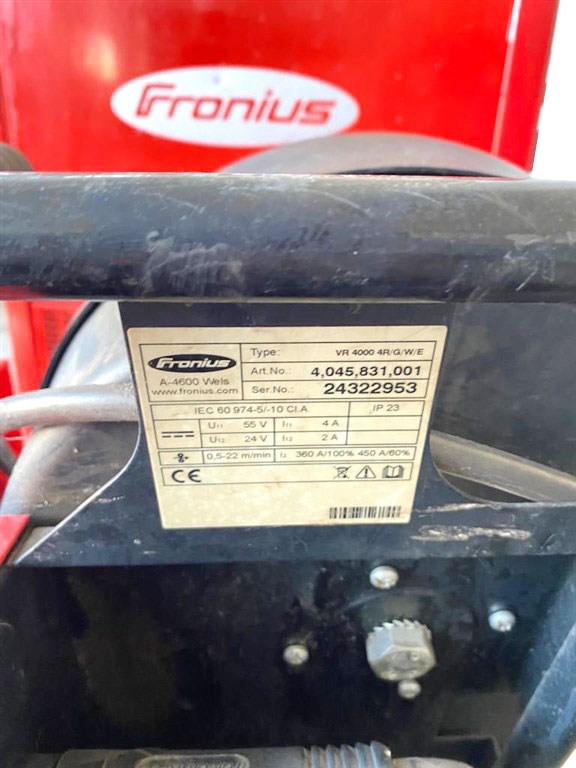 Fronius
Fronius
A-4600 Wels
www.fronius.com
Type: VR 4000 4R/G/W/E
Art.No.: 4,045,831,001
Ser.No.: 24322953
IEC 60 974-5/-10 Cl.A IP 23
U11 55 V I11 4 A
U12 24 V I12 2 A
0,5-22 m/min I2 360 A/100% 450 A/60%
CE